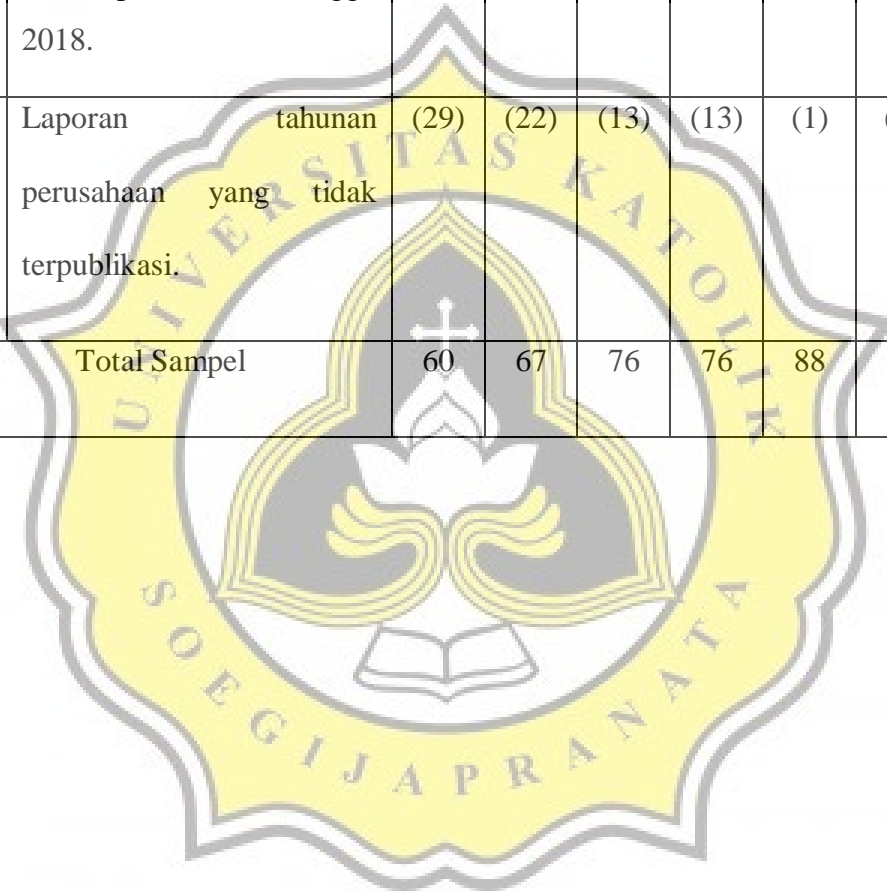 2018.
Laporan tahunan (29) (22) (13) (13) (1)
perusahaan yang tidak
terpublikasi.
Total Sampel 60 67 76 76 88
UNIVERSITAS KATOLIK
SOEGIJAPRANATA